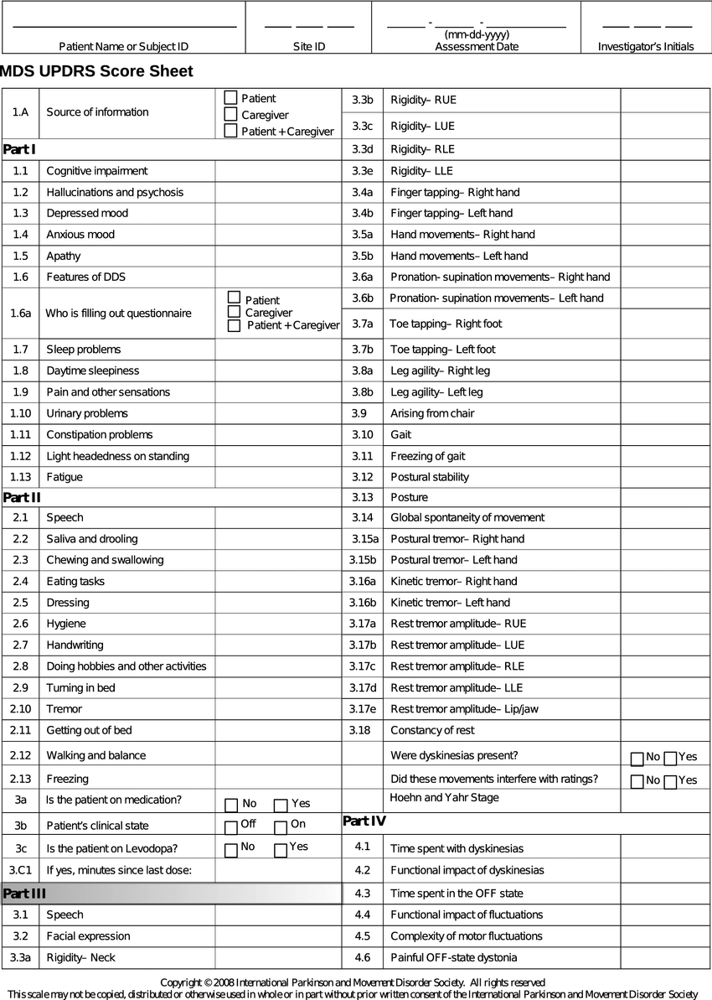 - -
(mm-dd-yyyy)
Patient Name or Subject ID Site ID Assessment Date Investigator's Initials
MDS UPDRS Score Sheet
1.A Source of information
Patient
Caregiver
Patient + Caregiver
Part I
1.1 Cognitive impairment
1.2 Hallucinations and psychosis
1.3 Depressed mood
1.4 Anxious mood
1.5 Apathy
1.6 Features of DDS
1.6a Who is filling out questionnaire
Patient
Caregiver
Patient + Caregiver
1.7 Sleep problems
1.8 Daytime sleepiness
1.9 Pain and other sensations
1.10 Urinary problems
1.11 Constipation problems
1.12 Light headedness on standing
1.13 Fatigue
Part II
2.1 Speech
2.2 Saliva and drooling
2.3 Chewing and swallowing
2.4 Eating tasks
2.5 Dressing
2.6 Hygiene
2.7 Handwriting
2.8 Doing hobbies and other activities
2.9 Turning in bed
2.10 Tremor
2.11 Getting out of bed
2.12 Walking and balance
2.13 Freezing
3a Is the patient on medication? No Yes
3b Patient's clinical state Off On
3c Is the patient on Levodopa? No Yes
3.C1 If yes, minutes since last dose:
Part III
3.1 Speech
3.2 Facial expression
3.3a Rigidity– Neck
3.3b Rigidity– RUE
3.3c Rigidity– LUE
3.3d Rigidity– RLE
3.3e Rigidity– LLE
3.4a Finger tapping– Right hand
3.4b Finger tapping– Left hand
3.5a Hand movements– Right hand
3.5b Hand movements– Left hand
3.6a Pronation- supination movements– Right hand
3.6b Pronation- supination movements– Left hand
3.7a Toe tapping– Right foot
3.7b Toe tapping– Left foot
3.8a Leg agility– Right leg
3.8b Leg agility– Left leg
3.9 Arising from chair
3.10 Gait
3.11 Freezing of gait
3.12 Postural stability
3.13 Posture
3.14 Global spontaneity of movement
3.15a Postural tremor– Right hand
3.15b Postural tremor– Left hand
3.16a Kinetic tremor– Right hand
3.16b Kinetic tremor– Left hand
3.17a Rest tremor amplitude– RUE
3.17b Rest tremor amplitude– LUE
3.17c Rest tremor amplitude– RLE
3.17d Rest tremor amplitude– LLE
3.17e Rest tremor amplitude– Lip/jaw
3.18 Constancy of rest
Were dyskinesias present? No Yes
Did these movements interfere with ratings? No Yes
Hoehn and Yahr Stage
Part IV
4.1 Time spent with dyskinesias
4.2 Functional impact of dyskinesias
4.3 Time spent in the OFF state
4.4 Functional impact of fluctuations
4.5 Complexity of motor fluctuations
4.6 Painful OFF-state dystonia
Copyright © 2008 International Parkinson and Movement Disorder Society. All rights reserved
This scale may not be copied, distributed or otherwise used in whole or in part without prior written consent of the International Parkinson and Movement Disorder Society